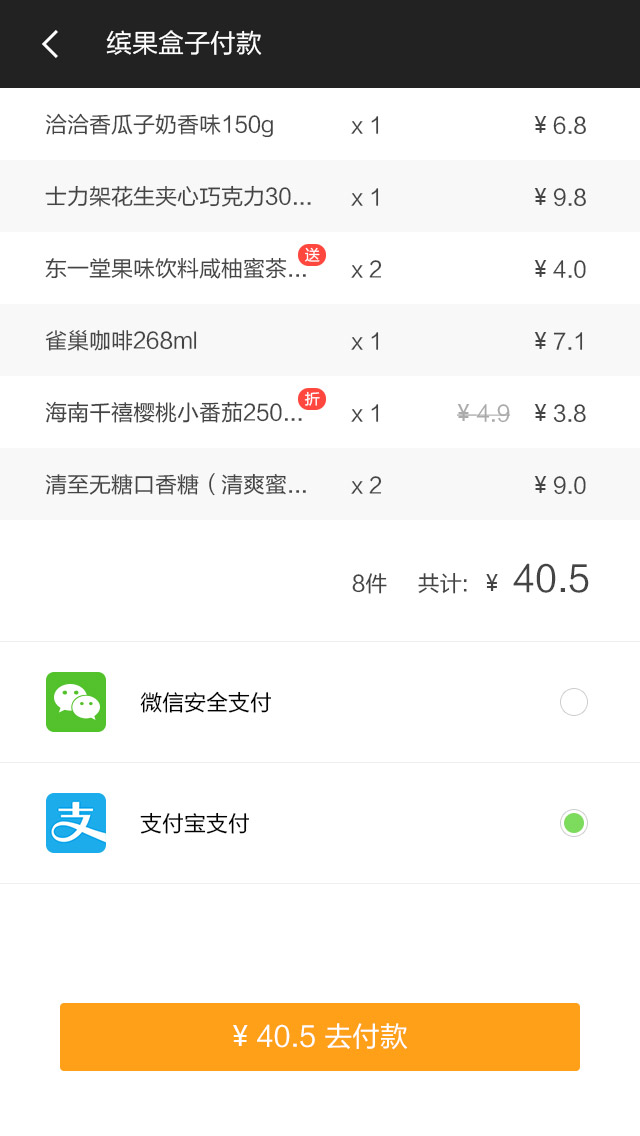 缤果盒子付款
洽洽香瓜子奶香味150g x 1 ¥ 6.8
士力架花生夹心巧克力30... x 1 ¥ 9.8
东一堂果味饮料咸柚蜜茶... 送 x 2 ¥ 4.0
雀巢咖啡268ml x 1 ¥ 7.1
海南千禧樱桃小番茄250... 折 x 1 ¥ 4.9 ¥ 3.8
清至无糖口香糖（清爽蜜... x 2 ¥ 9.0
8件 共计: ¥ 40.5
微信安全支付
支 支付宝支付
¥ 40.5 去付款